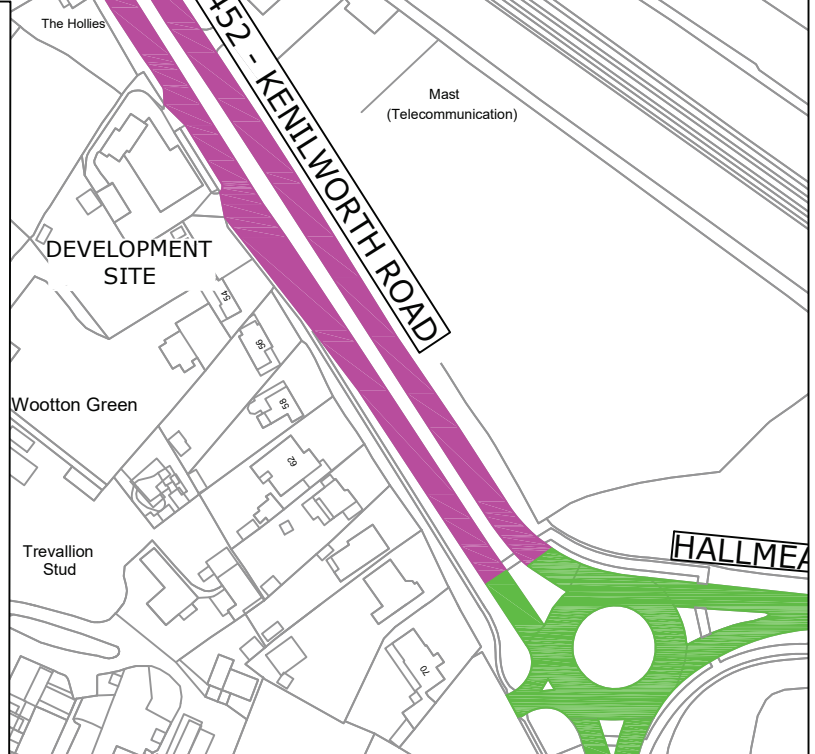 The Hollies
452 - KENILWORTH ROAD
Mast
(Telecommunication)
DEVELOPMENT
SITE
54
56
Wootton Green
58
62
Trevallion
Stud
HALLMEA
70